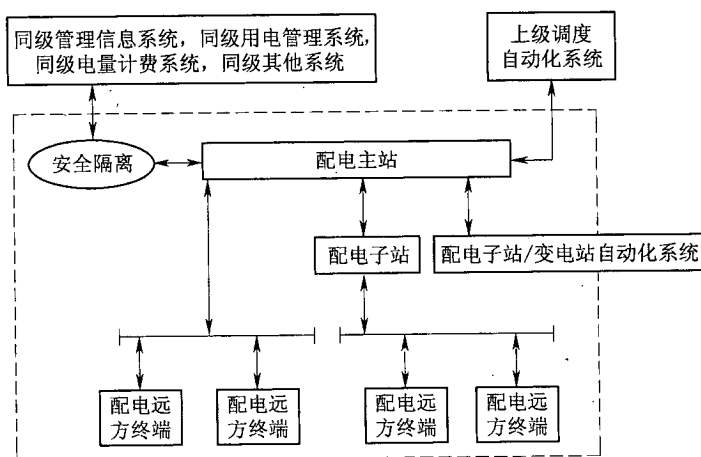 同级管理信息系统，同级用电管理系统，
同级电量计费系统，同级其他系统
上级调度
自动化系统
安全隔离
配电主站
配电子站
配电子站/变电站自动化系统
配电远
方终端
配电远
方终端
配电远
方终端
配电远
方终端